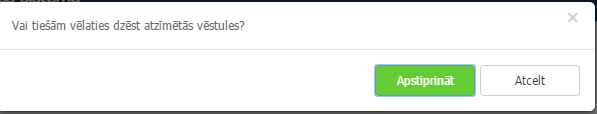 Vai tiešām vēlaties dzēst atzīmētās vēstules?
×
Apstiprināt
Atcelt